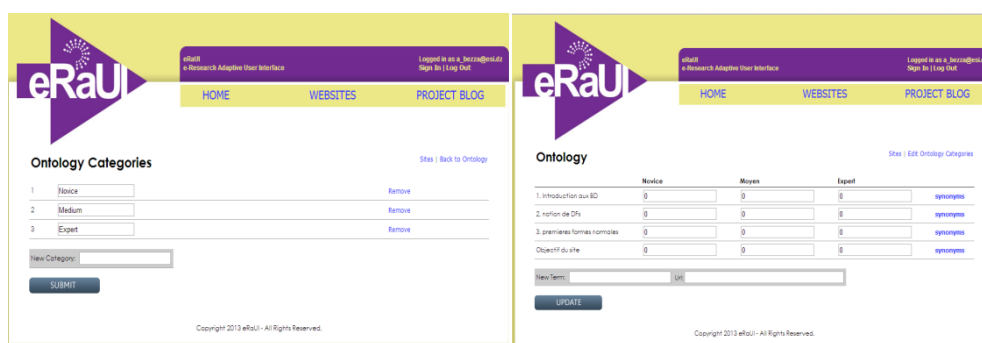 eRaUI
eRaUI
e-Research Adaptive User Interface
Logged in as a_bezza@esi.dz
Sign In | Log Out
HOME WEBSITES PROJECT BLOG
Ontology Categories
Sites | Back to Ontology
1 Novice Remove
2 Medium Remove
3 Expert Remove
New Category:
SUBMIT
Copyright 2013 eRaUI - All Rights Reserved.
eRaUI
eRaUI
e-Research Adaptive User Interface
Logged in as a_bezza@esi.
Sign In | Log Out
HOME WEBSITES PROJECT BLOG
Ontology
Sites | Edit Ontology Categories
Novice Moyen Expert
1. Introduction aux BD 0 0 0 synonyms
2. notion de DFs 0 0 0 synonyms
3. premieres formes normales 0 0 0 synonyms
Objectif du site 0 0 0 synonyms
New Term: Url:
UPDATE
Copyright 2013 eRaUI - All Rights Reserved.